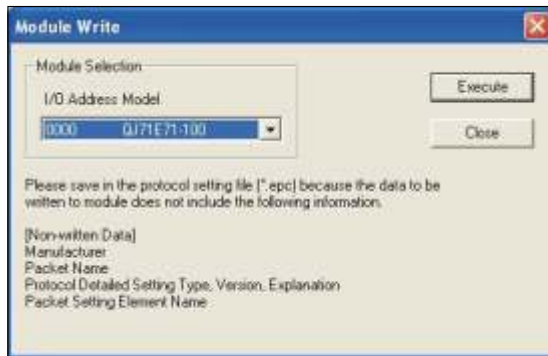 Module Write
Module Selection
I/O Address Model
0000 QJ71E71-100
Execute
Close
Please save in the protocol setting file (*.epc) because the data to be
written to module does not include the following information.
[Non-written Data]
Manufacturer
Packet Name
Protocol Detailed Setting Type, Version, Explanation
Packet Setting Element Name